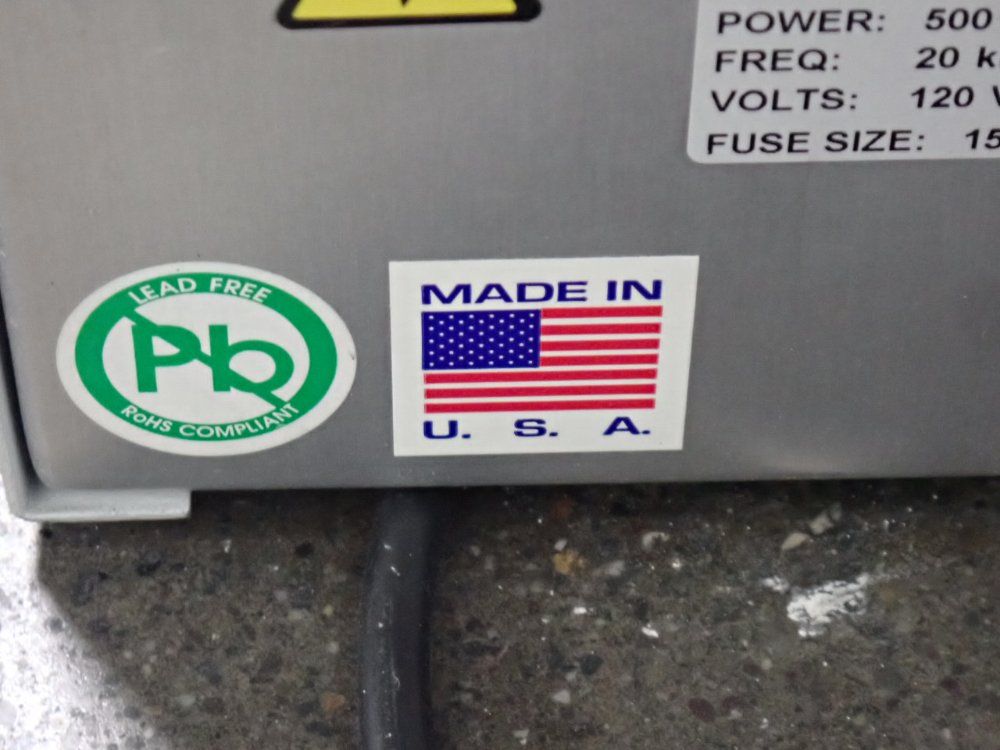 POWER: 500
FREQ: 20 k
VOLTS: 120 V
FUSE SIZE: 15
LEAD FREE
Pb
RoHS COMPLIANT
MADE IN
U. S. A.